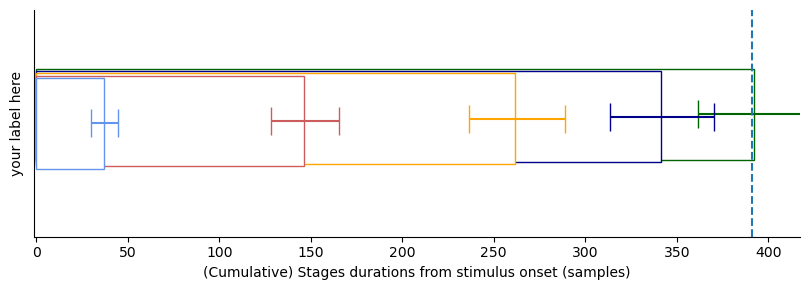 your label here
0 50 100 150 200 250 300 350 400
(Cumulative) Stages durations from stimulus onset (samples)